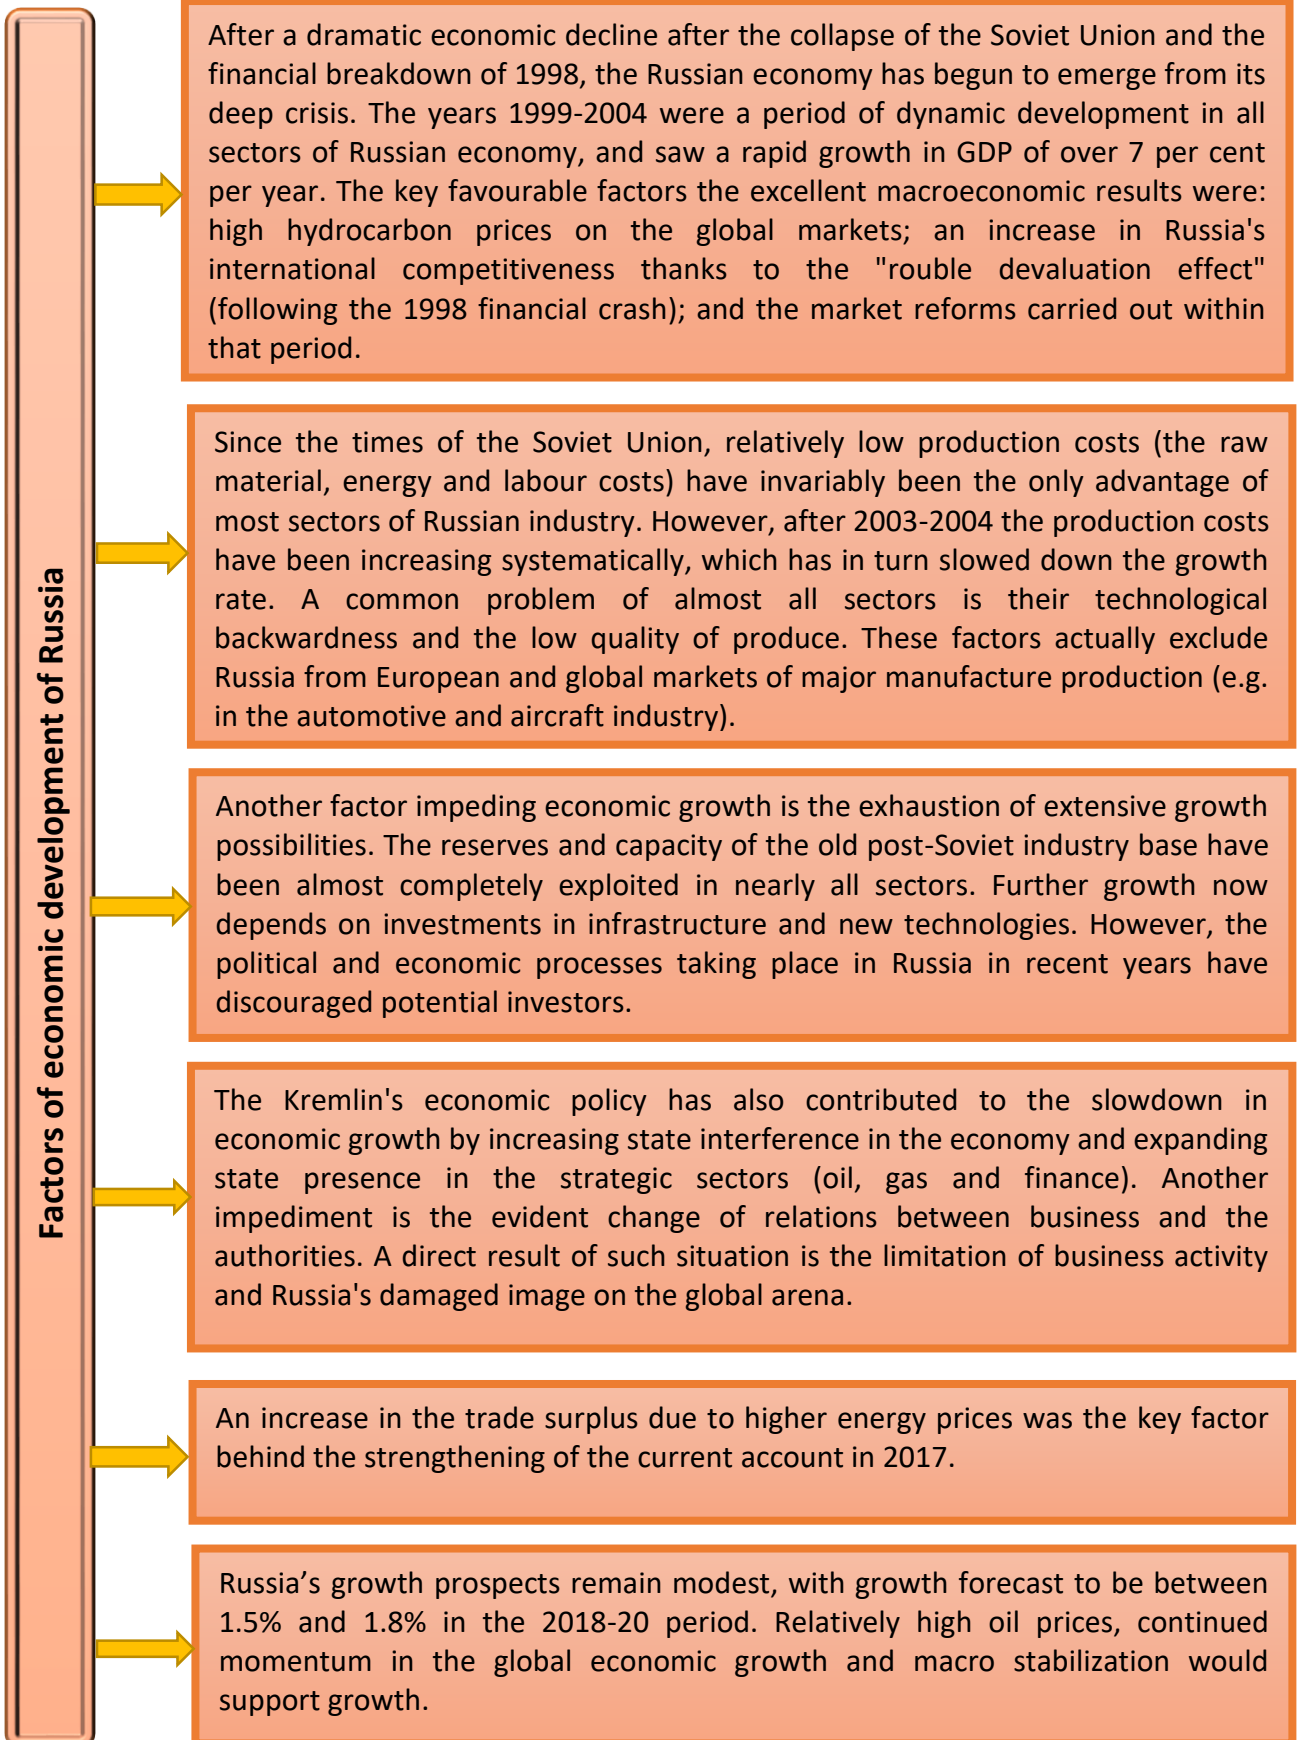 Factors of economic development of Russia
After a dramatic economic decline after the collapse of the Soviet Union and the
financial breakdown of 1998, the Russian economy has begun to emerge from its
deep crisis. The years 1999-2004 were a period of dynamic development in all
sectors of Russian economy, and saw a rapid growth in GDP of over 7 per cent
per year. The key favourable factors the excellent macroeconomic results were:
high hydrocarbon prices on the global markets; an increase in Russia's
international competitiveness thanks to the "rouble devaluation effect"
(following the 1998 financial crash); and the market reforms carried out within
that period.
Since the times of the Soviet Union, relatively low production costs (the raw
material, energy and labour costs) have invariably been the only advantage of
most sectors of Russian industry. However, after 2003-2004 the production costs
have been increasing systematically, which has in turn slowed down the growth
rate. A common problem of almost all sectors is their technological
backwardness and the low quality of produce. These factors actually exclude
Russia from European and global markets of major manufacture production (e.g.
in the automotive and aircraft industry).
Another factor impeding economic growth is the exhaustion of extensive growth
possibilities. The reserves and capacity of the old post-Soviet industry base have
been almost completely exploited in nearly all sectors. Further growth now
depends on investments in infrastructure and new technologies. However, the
political and economic processes taking place in Russia in recent years have
discouraged potential investors.
The Kremlin's economic policy has also contributed to the slowdown in
economic growth by increasing state interference in the economy and expanding
state presence in the strategic sectors (oil, gas and finance). Another
impediment is the evident change of relations between business and the
authorities. A direct result of such situation is the limitation of business activity
and Russia's damaged image on the global arena.
An increase in the trade surplus due to higher energy prices was the key factor
behind the strengthening of the current account in 2017.
Russia’s growth prospects remain modest, with growth forecast to be between
1.5% and 1.8% in the 2018-20 period. Relatively high oil prices, continued
momentum in the global economic growth and macro stabilization would
support growth.